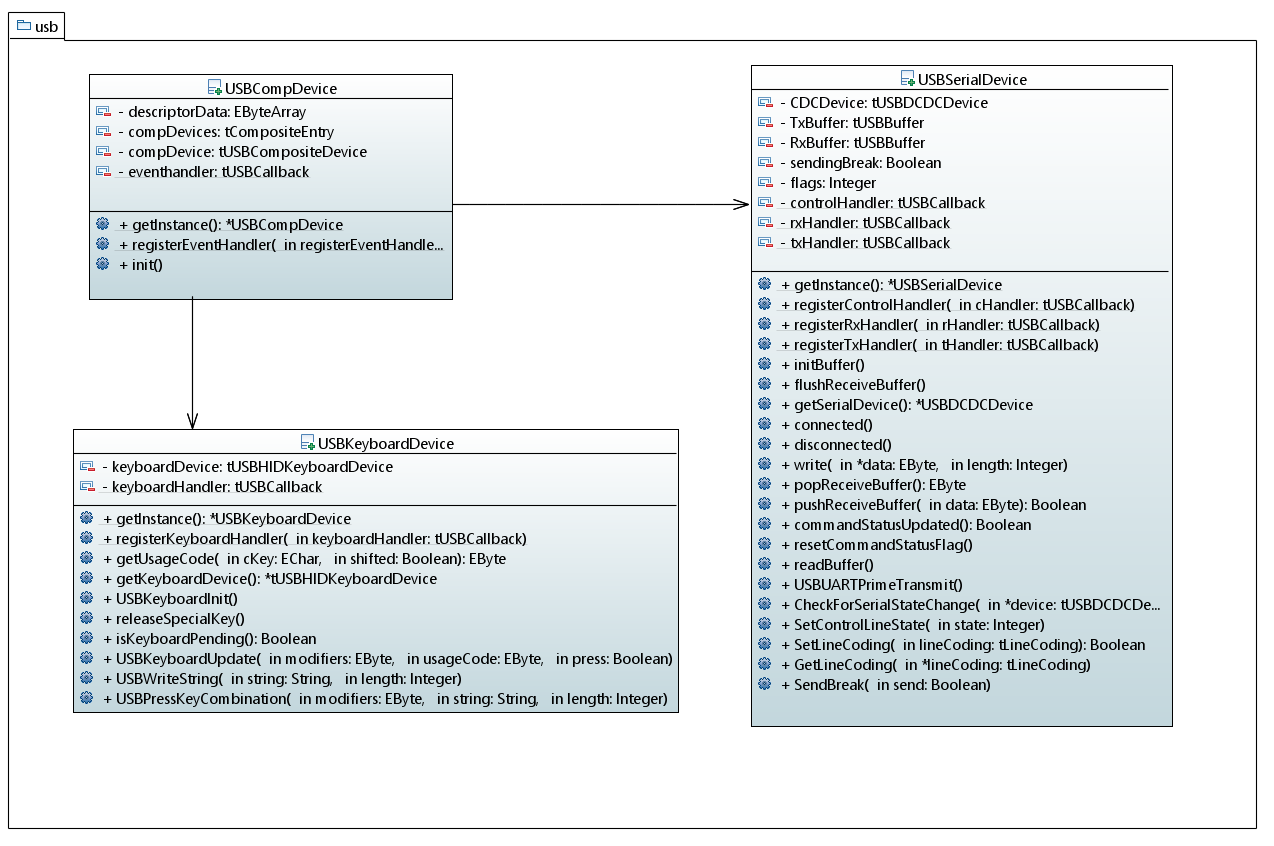 usb
USBCompDevice
- descriptorData: EByteArray
- compDevices: tCompositeEntry
- compDevice: tUSBCompositeDevice
- eventhandler: tUSBCallback
+ getInstance(): *USBCompDevice
+ registerEventHandler( in registerEventHandle...
+ init()
USBSerialDevice
- CDCDevice: tUSBDCDCDevice
- TxBuffer: tUSBBuffer
- RxBuffer: tUSBBuffer
- sendingBreak: Boolean
- flags: Integer
- controlHandler: tUSBCallback
- rxHandler: tUSBCallback
- txHandler: tUSBCallback
+ getInstance(): *USBSerialDevice
+ registerControlHandler( in cHandler: tUSBCallback)
+ registerRxHandler( in rHandler: tUSBCallback)
+ registerTxHandler( in tHandler: tUSBCallback)
+ initBuffer()
+ flushReceiveBuffer()
+ getSerialDevice(): *USBDCDCDevice
+ connected()
+ disconnected()
+ write( in *data: EByte, in length: Integer)
+ popReceiveBuffer(): EByte
+ pushReceiveBuffer( in data: EByte): Boolean
+ commandStatusUpdated(): Boolean
+ resetCommandStatusFlag()
+ readBuffer()
+ USBUARTPrimeTransmit()
+ CheckForSerialStateChange( in *device: tUSBDCDCDe...
+ SetControlLineState( in state: Integer)
+ SetLineCoding( in lineCoding: tLineCoding): Boolean
+ GetLineCoding( in *lineCoding: tLineCoding)
+ SendBreak( in send: Boolean)
USBKeyboardDevice
- keyboardDevice: tUSBHIDKeyboardDevice
- keyboardHandler: tUSBCallback
+ getInstance(): *USBKeyboardDevice
+ registerKeyboardHandler( in keyboardHandler: tUSBCallback)
+ getUsageCode( in cKey: EChar, in shifted: Boolean): EByte
+ getKeyboardDevice(): *tUSBHIDKeyboardDevice
+ USBKeyboardInit()
+ releaseSpecialKey()
+ isKeyboardPending(): Boolean
+ USBKeyboardUpdate( in modifiers: EByte, in usageCode: EByte, in press: Boolean)
+ USBWriteString( in string: String, in length: Integer)
+ USBPressKeyCombination( in modifiers: EByte, in string: String, in length: Integer)